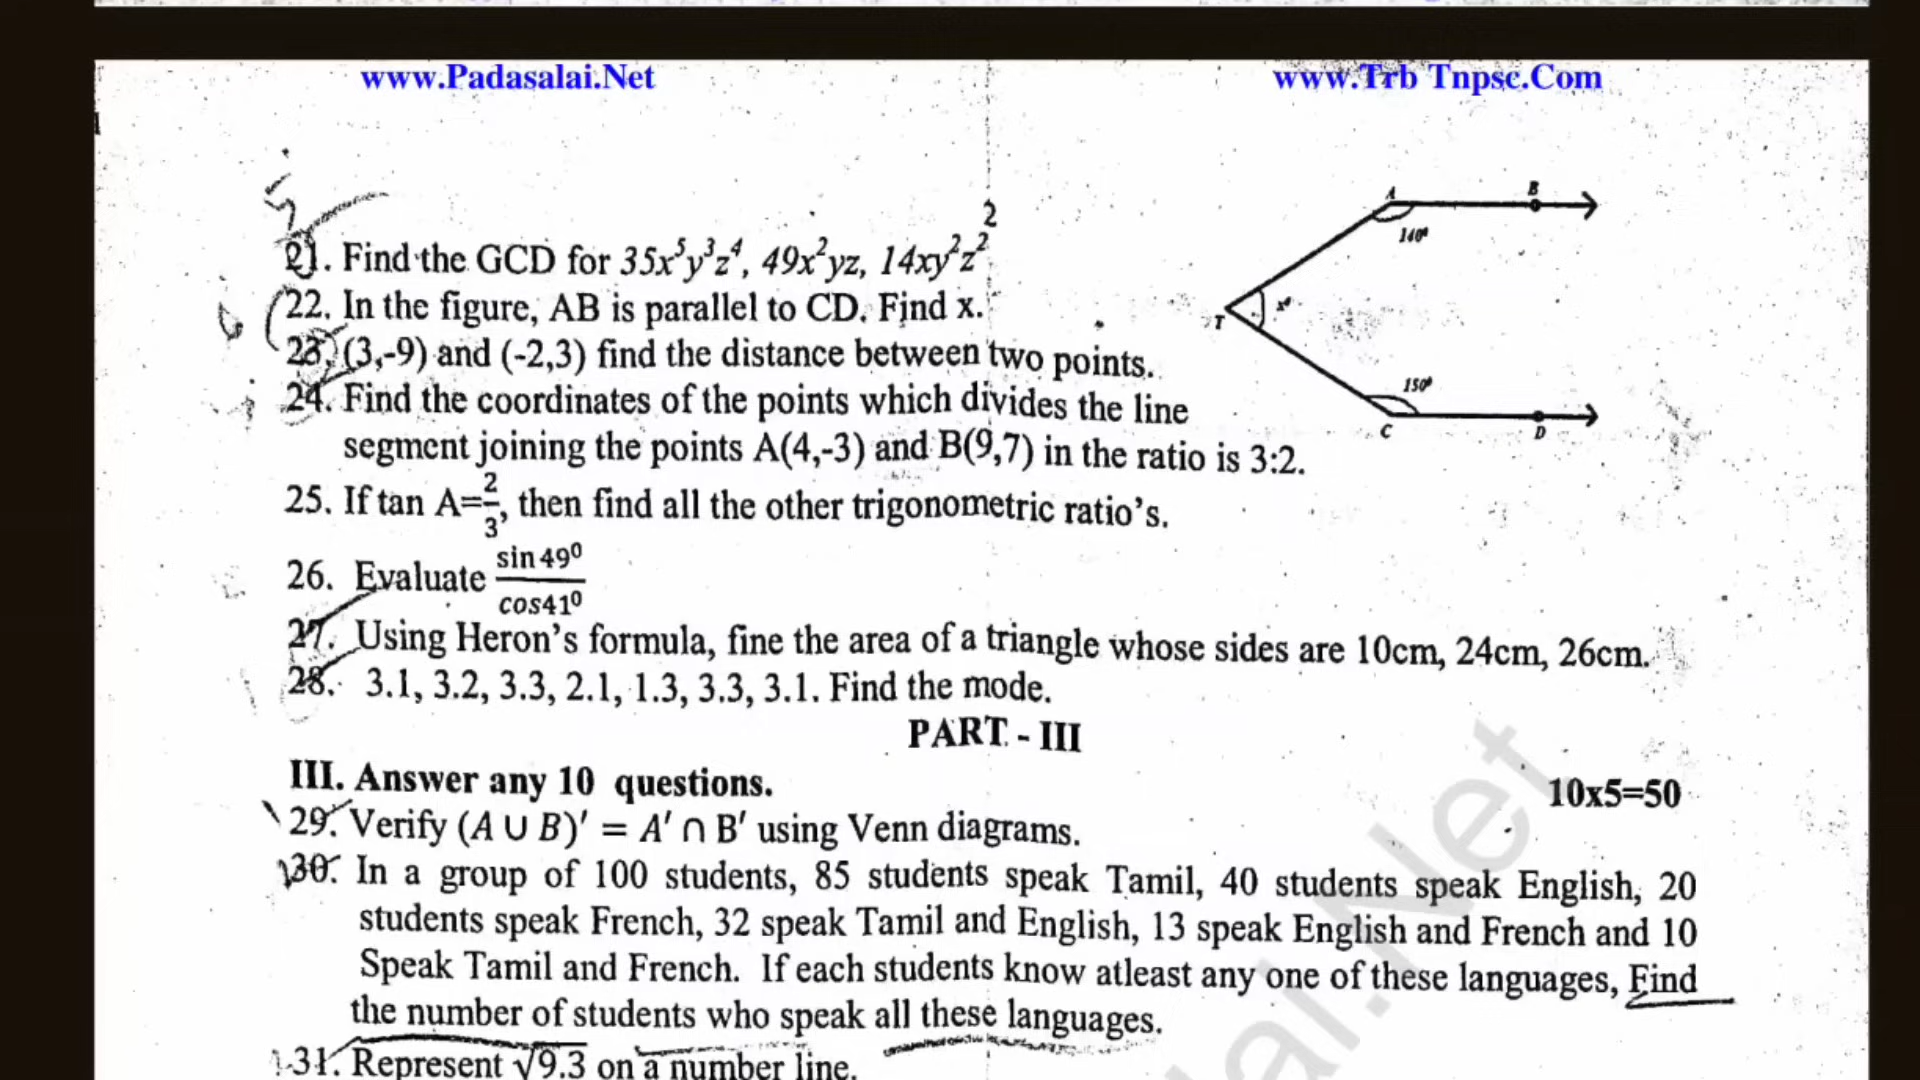 www.Padasalai.Net
www.Trb Tnpsc.Com
2
21. Find the GCD for 35x⁵y³z⁴, 49x²yz, 14xy²z²
22. In the figure, AB is parallel to CD. Find x.
23. (3,-9) and (-2,3) find the distance between two points.
24. Find the coordinates of the points which divides the line
segment joining the points A(4,-3) and B(9,7) in the ratio is 3:2.
A
B
140⁰
T
x⁰
150⁰
C
D
25. If tan A=2/3, then find all the other trigonometric ratio's.
26. Evaluate sin 49⁰/cos41⁰
27. Using Heron's formula, fine the area of a triangle whose sides are 10cm, 24cm, 26cm.
28. 3.1, 3.2, 3.3, 2.1, 1.3, 3.3, 3.1. Find the mode.
PART - III
III. Answer any 10 questions.
10x5=50
29. Verify (A ∪ B)′ = A′ ∩ B′ using Venn diagrams.
30. In a group of 100 students, 85 students speak Tamil, 40 students speak English, 20
students speak French, 32 speak Tamil and English, 13 speak English and French and 10
Speak Tamil and French. If each students know atleast any one of these languages, Find
the number of students who speak all these languages.
31. Represent √9.3 on a number line.